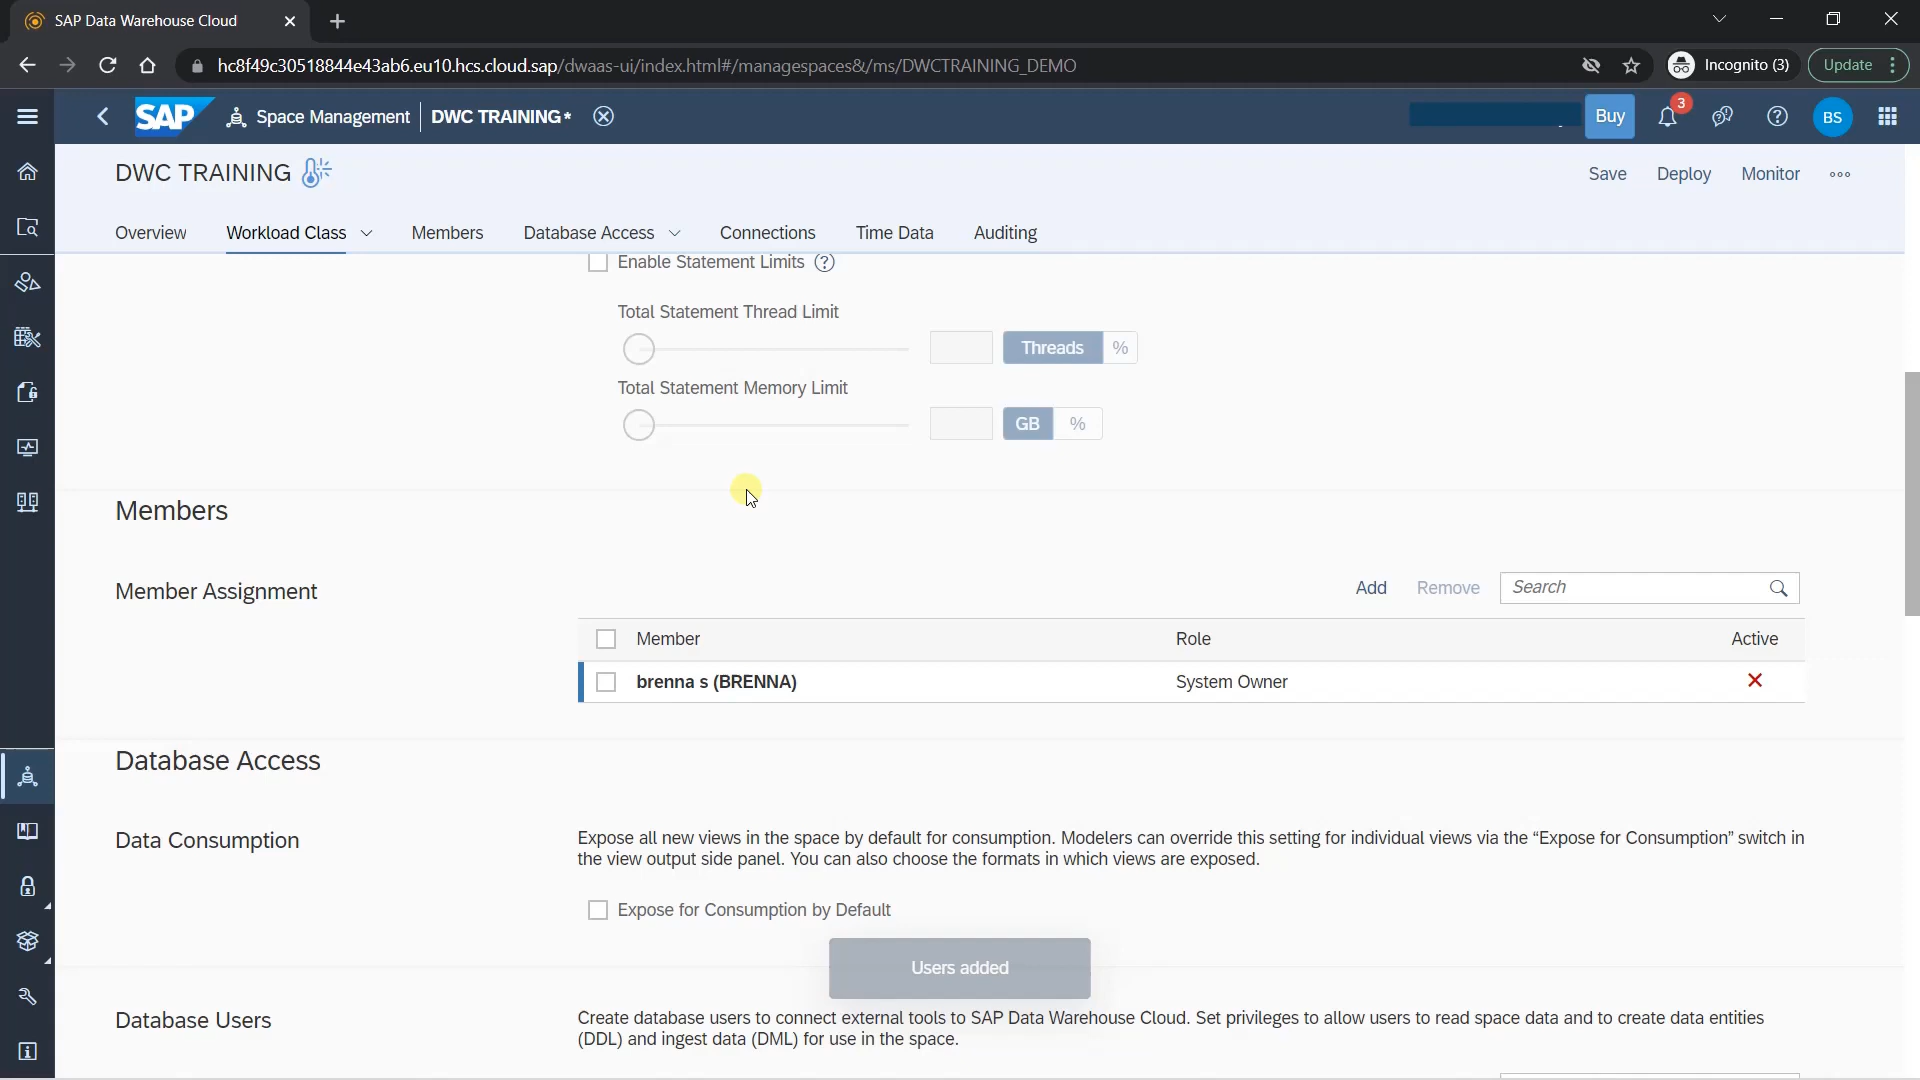 SAP Data Warehouse Cloud
hc8f49c30518844e43ab6.eu10.hcs.cloud.sap/dwaas-ui/index.html#/managespaces&/ms/DWCTRAINING_DEMO
Incognito (3)
Update
SAP
Space Management
DWC TRAINING*
Buy
3
BS
DWC TRAINING
Save
Deploy
Monitor
Overview
Workload Class
Members
Database Access
Connections
Time Data
Auditing
Enable Statement Limits
Total Statement Thread Limit
Threads
%
Total Statement Memory Limit
GB
%
Members
Member Assignment
Add
Remove
Search
Member
Role
Active
brenna s (BRENNA)
System Owner
Database Access
Data Consumption
Expose all new views in the space by default for consumption. Modelers can override this setting for individual views via the “Expose for Consumption” switch in
the view output side panel. You can also choose the formats in which views are exposed.
Expose for Consumption by Default
Users added
Database Users
Create database users to connect external tools to SAP Data Warehouse Cloud. Set privileges to allow users to read space data and to create data entities
(DDL) and ingest data (DML) for use in the space.